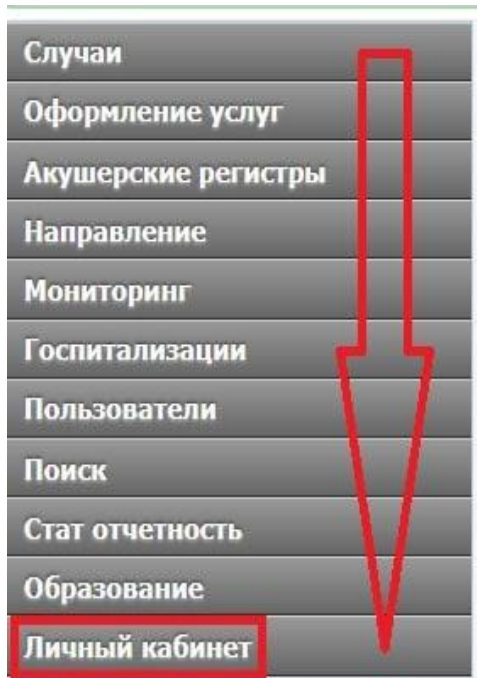 Случаи
Оформление услуг
Акушерские регистры
Направление
Мониторинг
Госпитализации
Пользователи
Поиск
Стат отчетность
Образование
Личный кабинет